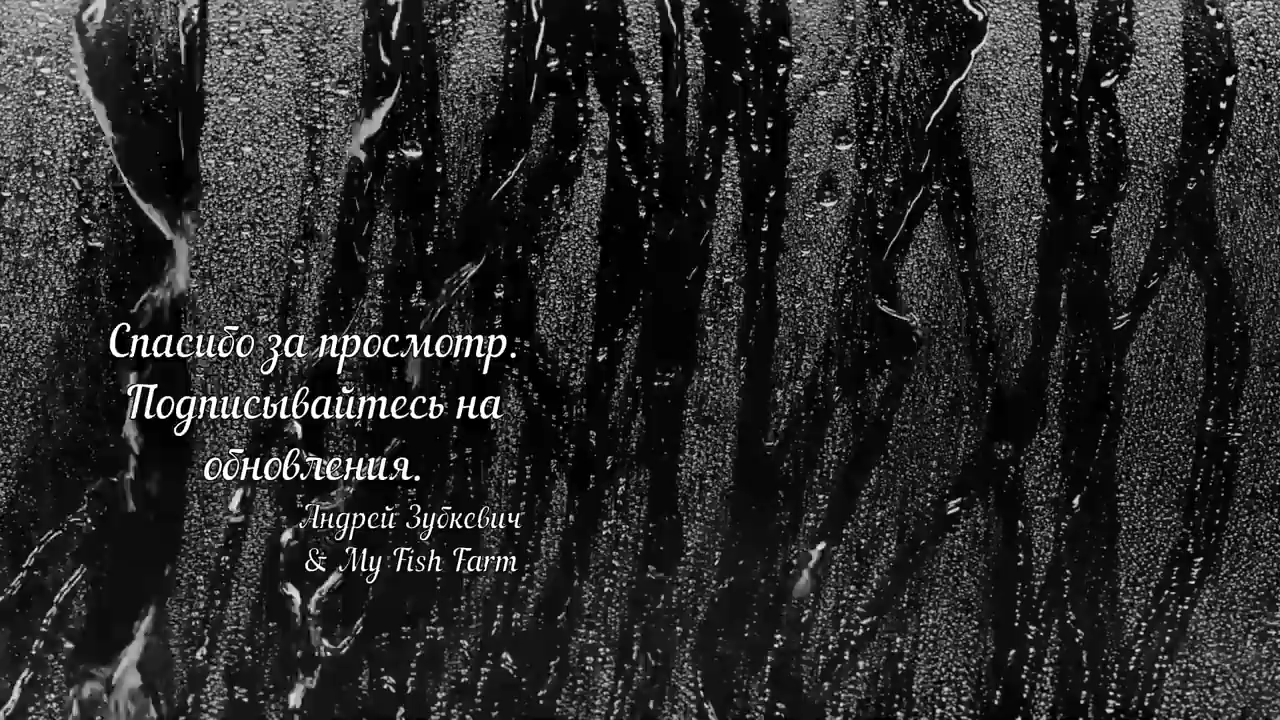 Спасибо за просмотр.
Подписывайтесь на
обновления.
Андрей Зубкевич
& My Fish Farm